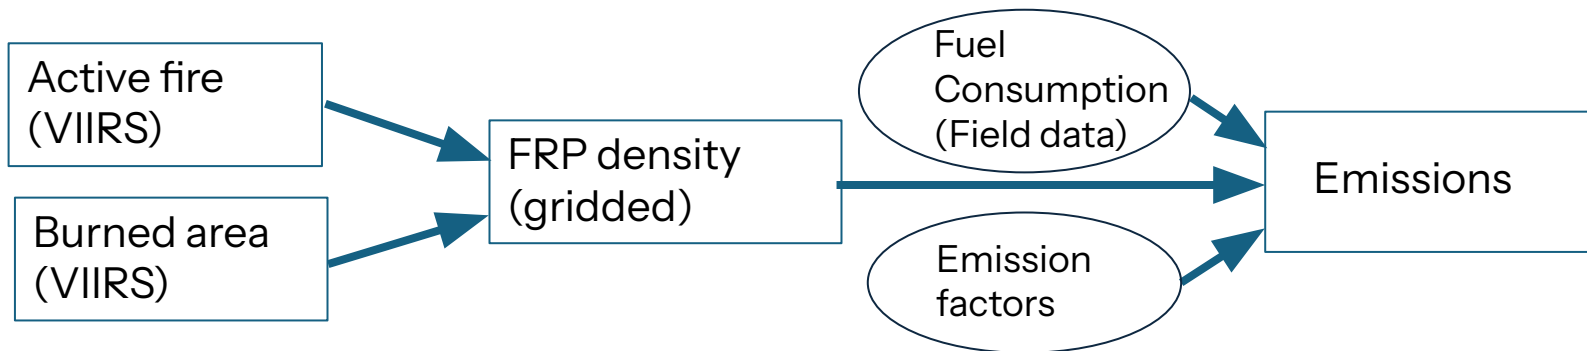 Active fire
(VIIRS)
Burned area
(VIIRS)
FRP density
(gridded)
Fuel
Consumption
(Field data)
Emission
factors
Emissions